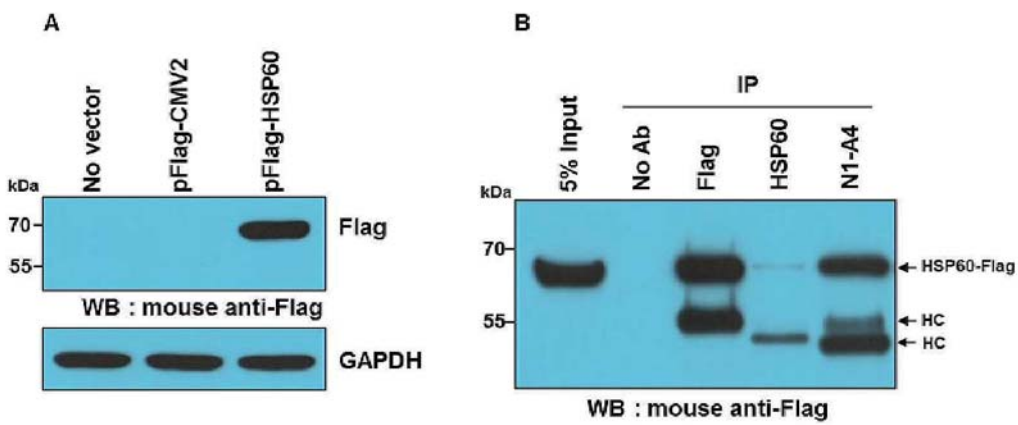 A
No vector
pFlag-CMV2
pFlag-HSP60
kDa
70
55
Flag
WB : mouse anti-Flag
GAPDH
B
IP
5% Input
No Ab
Flag
HSP60
N1-A4
kDa
70
55
HSP60-Flag
HC
HC
WB : mouse anti-Flag